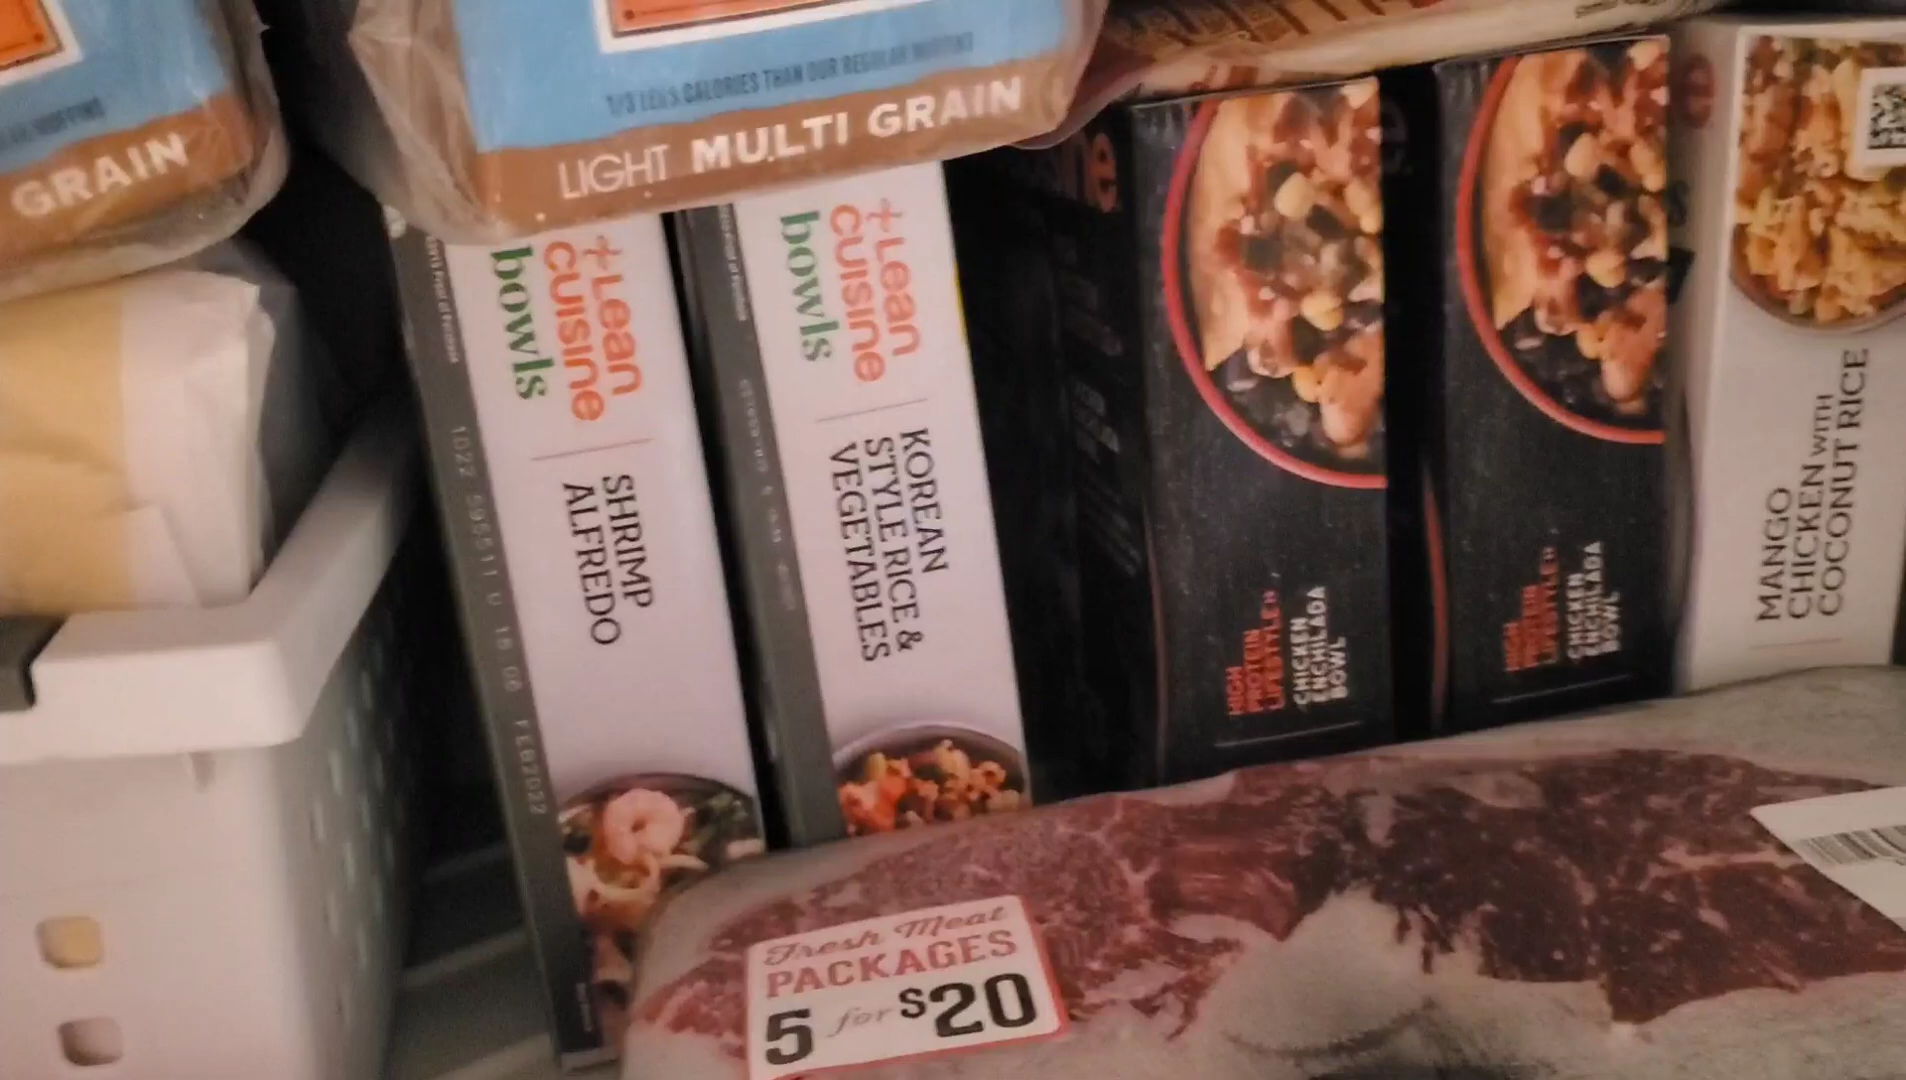 GRAIN
1/3 LESS CALORIES THAN OUR REGULAR MUFFINS
LIGHT MULTI GRAIN
Lean
cuisine
bowls
SHRIMP
ALFREDO
FEB2022
Lean
cuisine
bowls
KOREAN
STYLE RICE &
VEGETABLES
HIGH
PROTEIN
LIFESTYLE
CHICKEN
ENCHILADA
BOWL
HIGH
PROTEIN
LIFESTYLE
CHICKEN
ENCHILADA
BOWL
MANGO
CHICKEN WITH
COCONUT RICE
Fresh Meat
PACKAGES
5 for $20